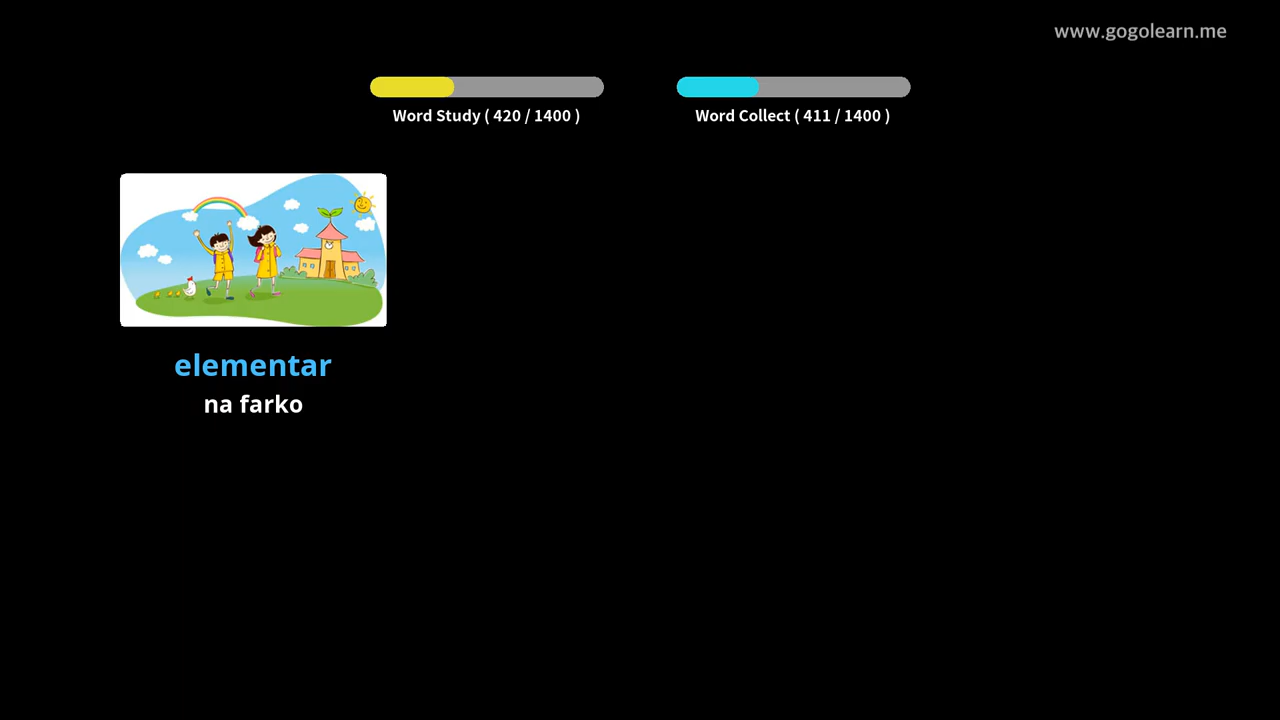 www.gogolearn.me
Word Study ( 420 / 1400 )
Word Collect ( 411 / 1400 )
elementar
na farko